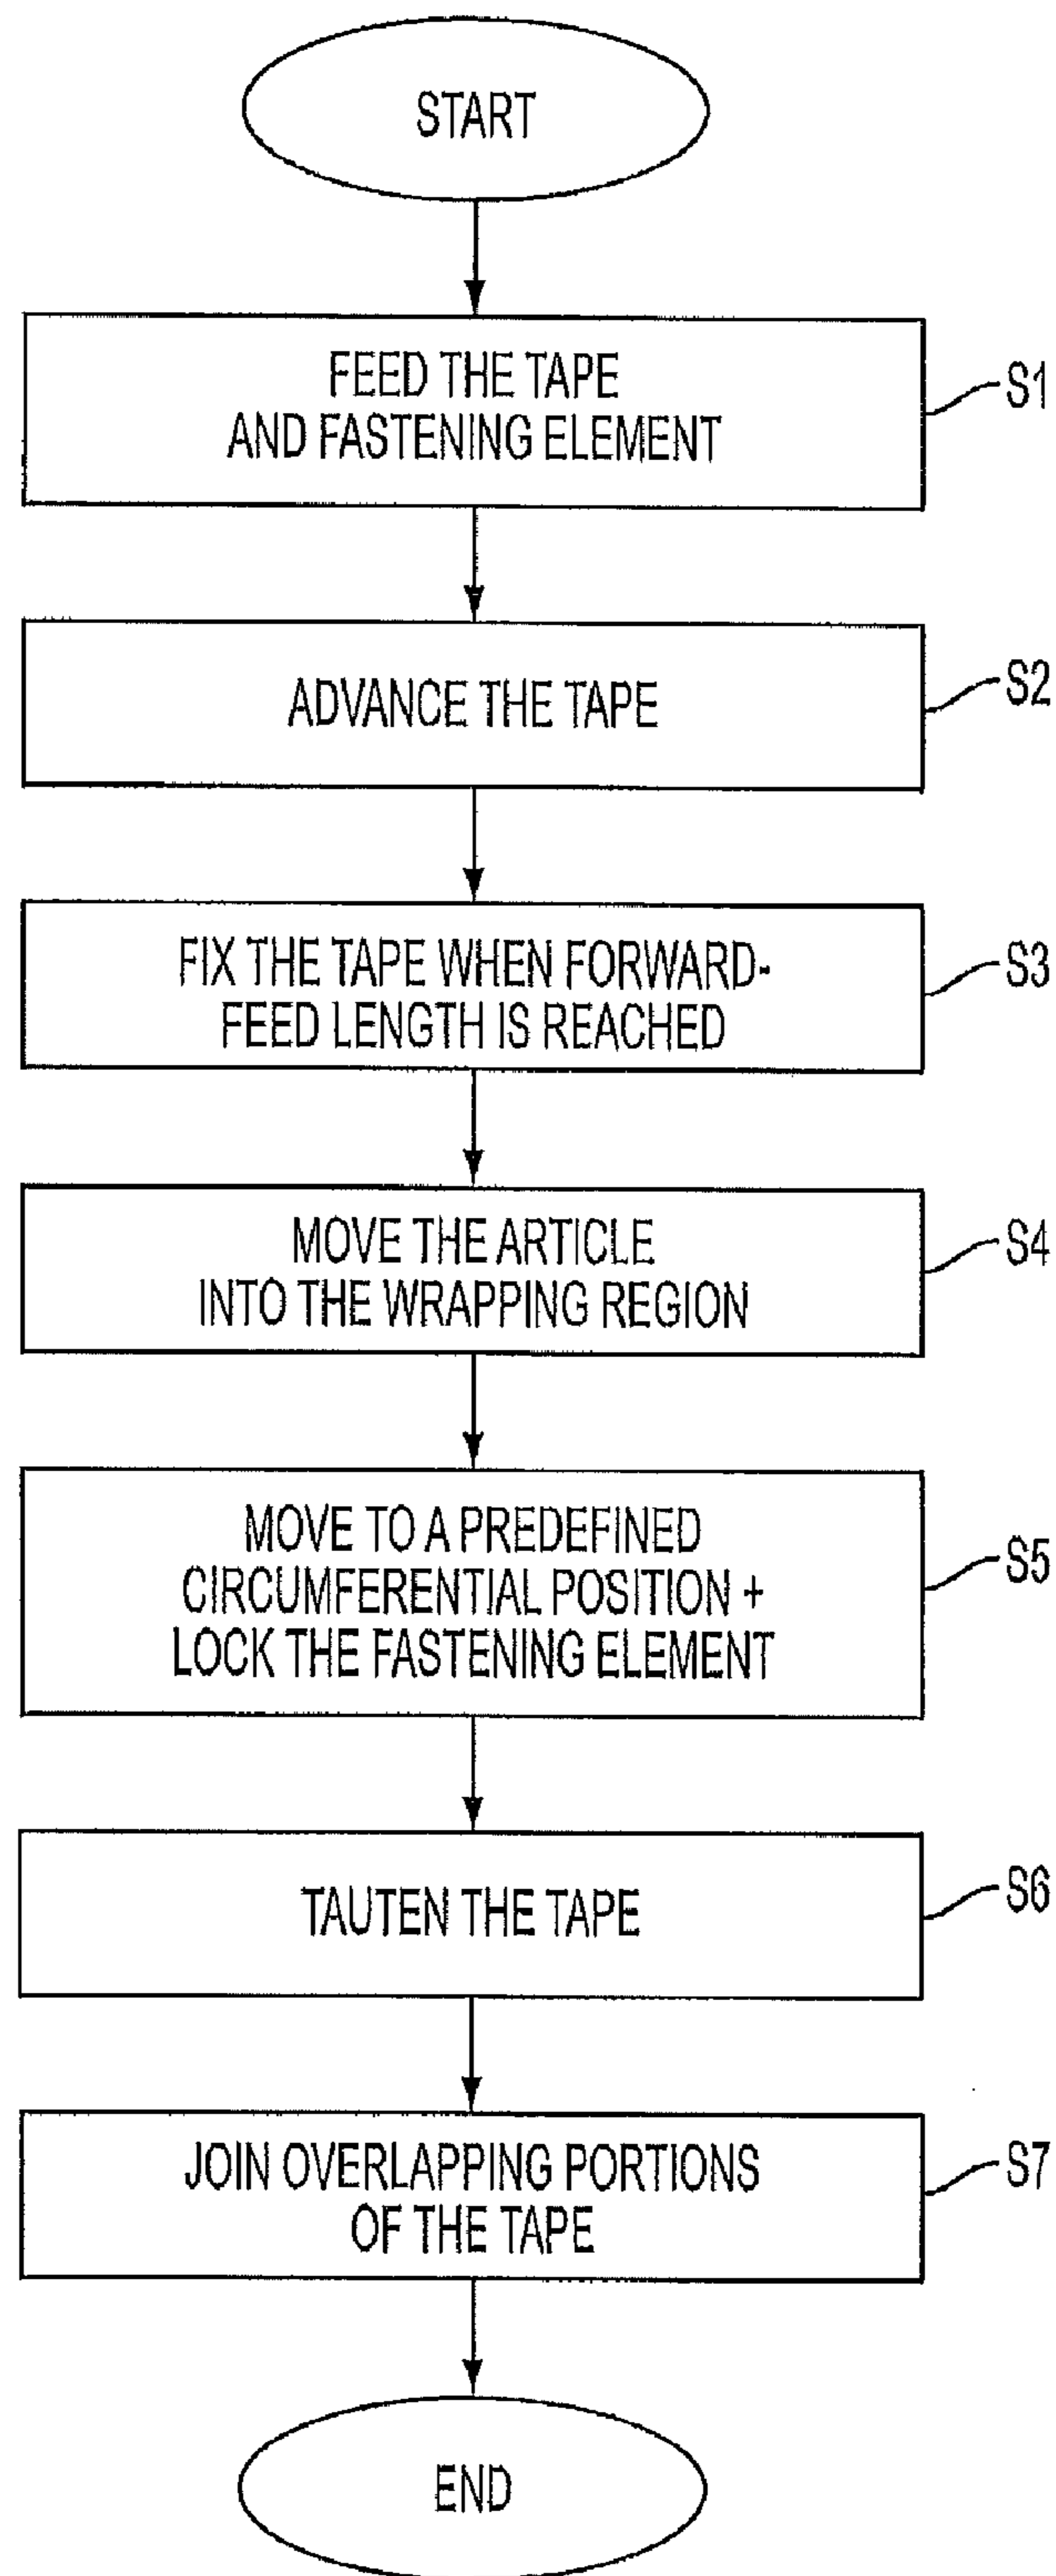 START
FEED THE TAPE
AND FASTENING ELEMENT
S1
ADVANCE THE TAPE
S2
FIX THE TAPE WHEN FORWARD-
FEED LENGTH IS REACHED
S3
MOVE THE ARTICLE
INTO THE WRAPPING REGION
S4
MOVE TO A PREDEFINED
CIRCUMFERENTIAL POSITION +
LOCK THE FASTENING ELEMENT
S5
TAUTEN THE TAPE
S6
JOIN OVERLAPPING PORTIONS
OF THE TAPE
S7
END